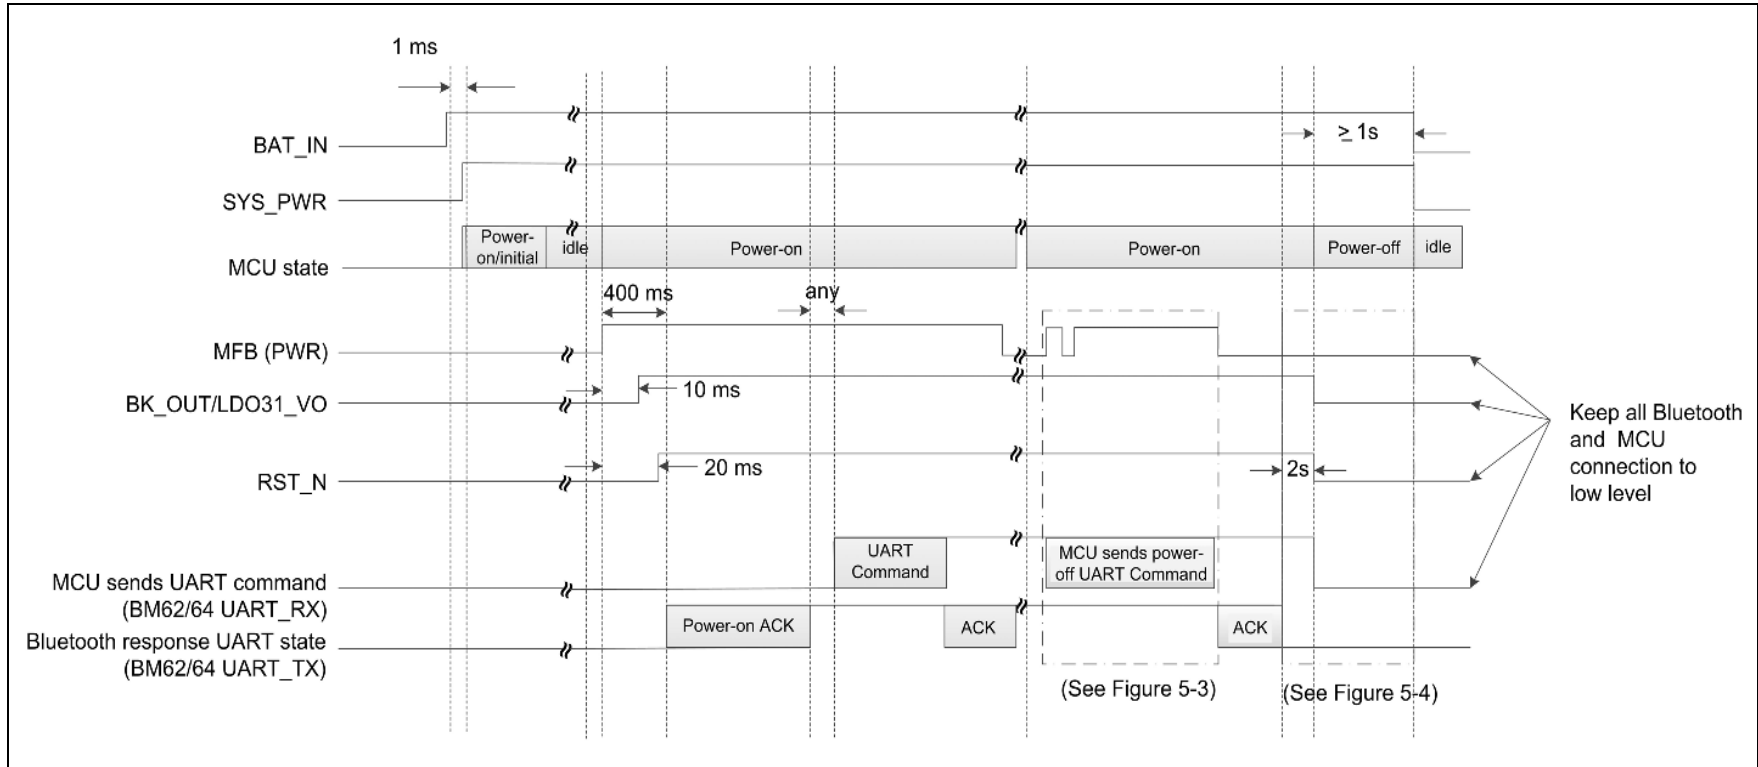 1 ms
BAT_IN
≥ 1s
SYS_PWR
Power-
on/initial
idle
Power-on
Power-on
Power-off
idle
MCU state
400 ms
any
MFB (PWR)
10 ms
BK_OUT/LDO31_VO
Keep all Bluetooth
and MCU
connection to
low level
20 ms
2s
RST_N
UART
Command
MCU sends power-
off UART Command
MCU sends UART command
(BM62/64 UART_RX)
Power-on ACK
ACK
ACK
Bluetooth response UART state
(BM62/64 UART_TX)
(See Figure 5-3)
(See Figure 5-4)